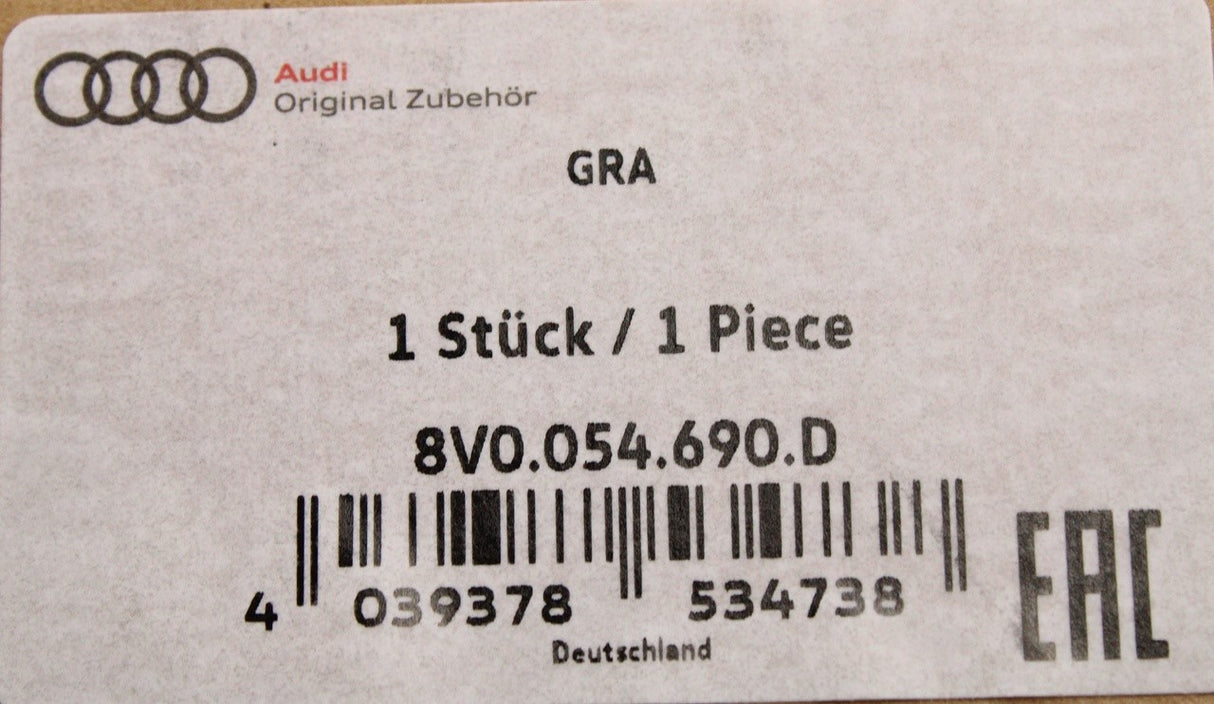 Audi
Original Zubehör
GRA
1 Stück / 1 Piece
8V0.054.690.D
4 039378 534738
Deutschland
EAC